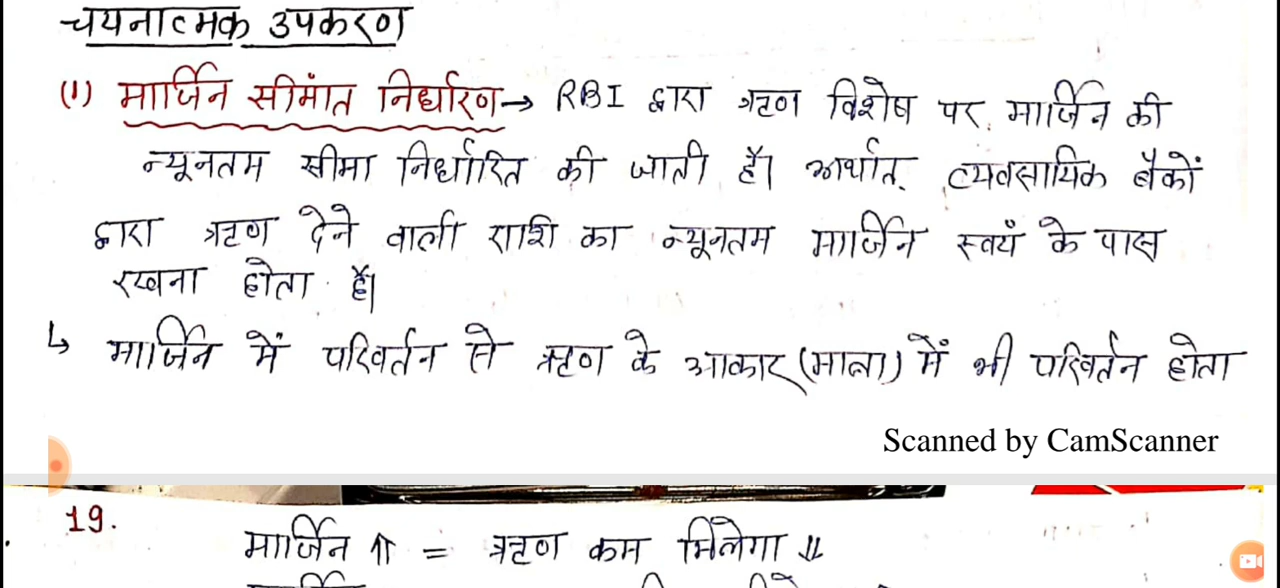 चयनात्मक उपकरण
(1) मार्जिन सीमांत निर्धारण → RBI द्वारा ऋण विशेष पर मार्जिन की
न्यूनतम सीमा निर्धारित की जाती हैं। अर्थात् व्यवसायिक बैकों
द्वारा ऋण देने वाली राशि का न्यूनतम मार्जिन स्वयं के पास
रखना होता हैं।
↳ मार्जिन में परिवर्तन से ऋण के आकार (मात्रा) में भी परिवर्तन होता
Scanned by CamScanner
19.
मार्जिन ⇑ = ऋण कम मिलेगा ⇓